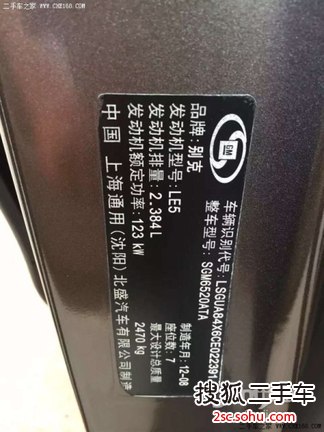 二手车之家 WWW.CN2160.COM
GM
品牌: 别克
车辆识别代号: LSGUA84X6CE022391
发动机型号: LE5
整车型号: SGM6520ATA
发动机排量: 2.384L
制造年月: 12-08
发动机额定功率: 123 kW
座位数: 7
最大设计总质量
2470 kg
中国 上海通用(沈阳)北盛汽车有限公司制造
搜狐二手车
2sc.sohu.com